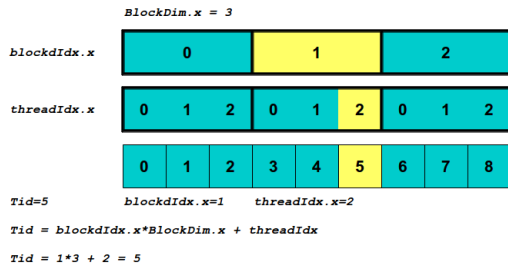 BlockDim.x = 3
blockdIdx.x 0 1 2
threadIdx.x 0 1 2 0 1 2 0 1 2
0 1 2 3 4 5 6 7 8
Tid=5 blockdIdx.x=1 threadIdx.x=2
Tid = blockdIdx.x*BlockDim.x + threadIdx
Tid = 1*3 + 2 = 5